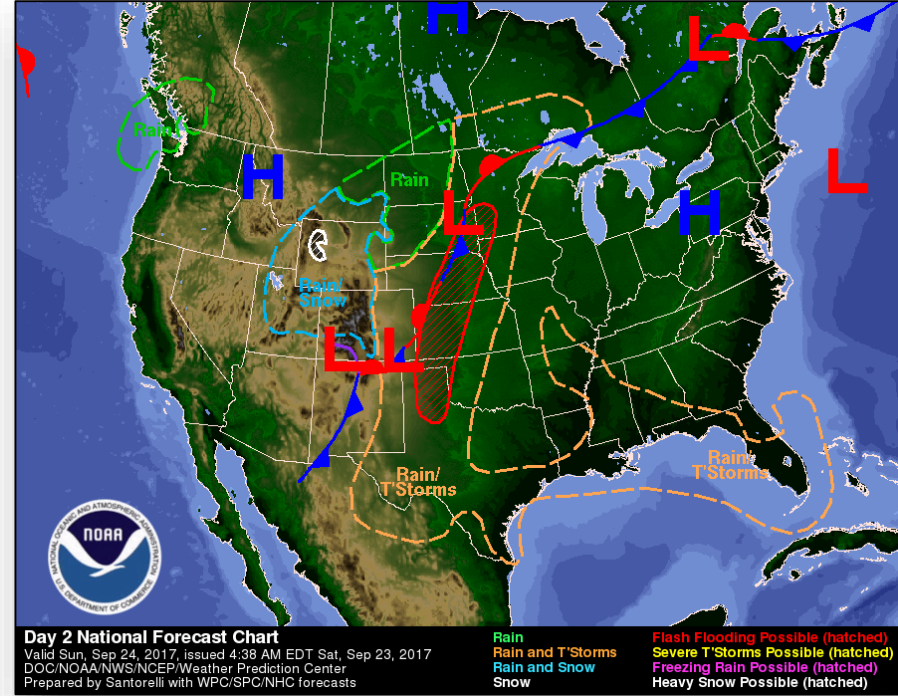 H
L
L
Rain
H
Rain
L
H
Rain/
Snow
L
L
Rain/
T'Storms
Rain/
T'Storms
NATIONAL OCEANIC AND ATMOSPHERIC ADMINISTRATION
NOAA
U.S. DEPARTMENT OF COMMERCE
Day 2 National Forecast Chart
Valid Sun, Sep 24, 2017, issued 4:38 AM EDT Sat, Sep 23, 2017
DOC/NOAA/NWS/NCEP/Weather Prediction Center
Prepared by Santorelli with WPC/SPC/NHC forecasts
Rain
Rain and T'Storms
Rain and Snow
Snow
Flash Flooding Possible (hatched)
Severe T'Storms Possible (hatched)
Freezing Rain Possible (hatched)
Heavy Snow Possible (hatched)